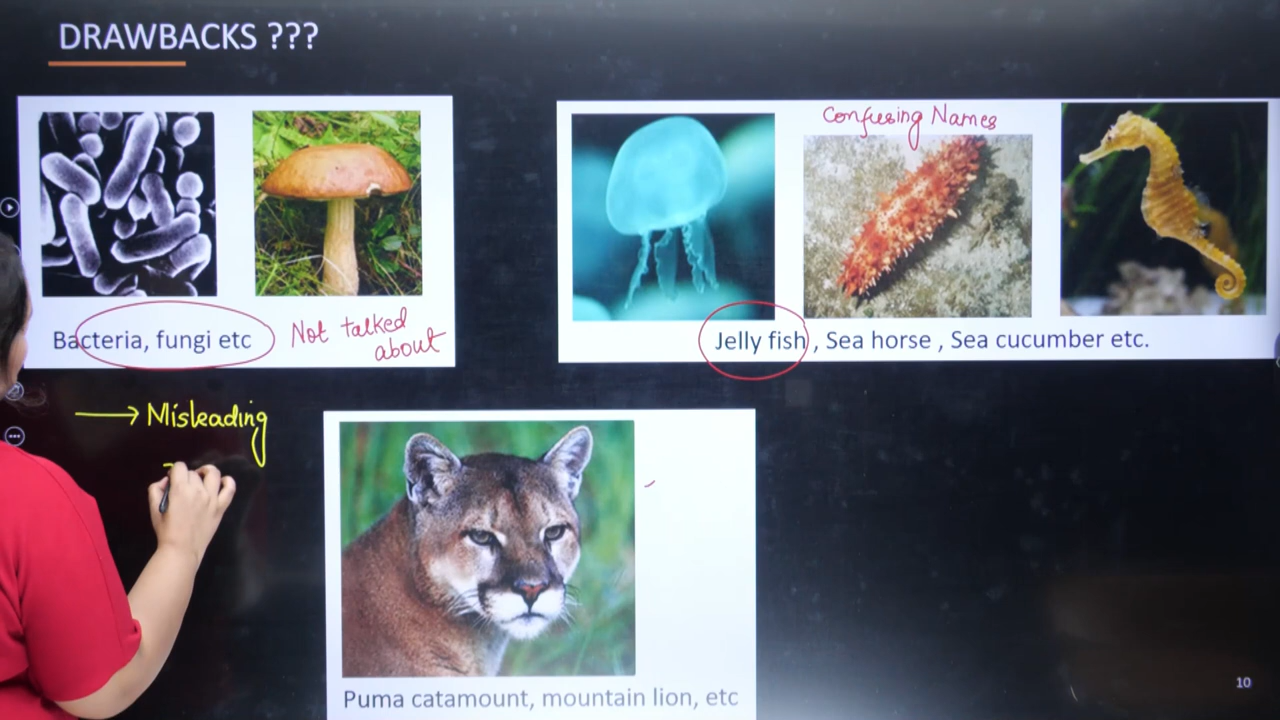 DRAWBACKS ???
Confusing Names
Bacteria, fungi etc
Not talked
about
Jelly fish , Sea horse , Sea cucumber etc.
Misleading
Puma catamount, mountain lion, etc
10